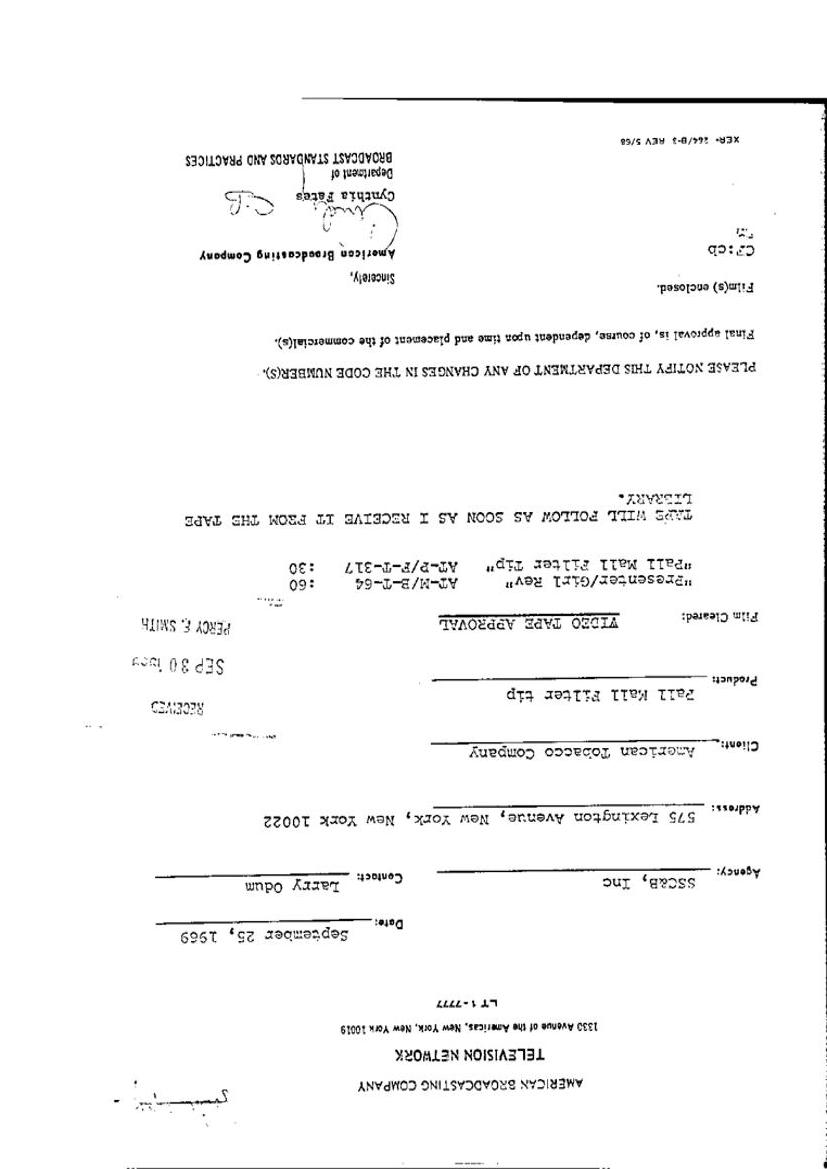 AMERICAN BROADCASTING COMPANY
TELEVISION NETWORK
1330 Avenue of the Americas, New York, New York 10019
LT 1-7777
Date: September 25, 1969
Agency: SSC&B, Inc Contact: Larry Odum
Address: 575 Lexington Avenue, New York, New York 10022
Client: American Tobacco Company
RECEIVED
Product: Pall Mall Filter tip
SEP 30 1969
Film Cleared: VIDEO TAPE APPROVAL
PERCY F. SMITH
"Presenter/Girl Rev" AT-M/B-T-64 :60
"Pall Mall Filter Tip" AT-P/F-T-317 :30
TAPE WILL FOLLOW AS SOON AS I RECEIVE IT FROM THE TAPE
LIBRARY.
PLEASE NOTIFY THIS DEPARTMENT OF ANY CHANGES IN THE CODE NUMBER(S).
Final approval is, of course, dependent upon time and placement of the commercial(s).
Film(s) enclosed.
Sincerely,
CF:cb
American Broadcasting Company
Cynthia Fates
Department of
BROADCAST STANDARDS AND PRACTICES
XER- 264/B-3 REV 5/68